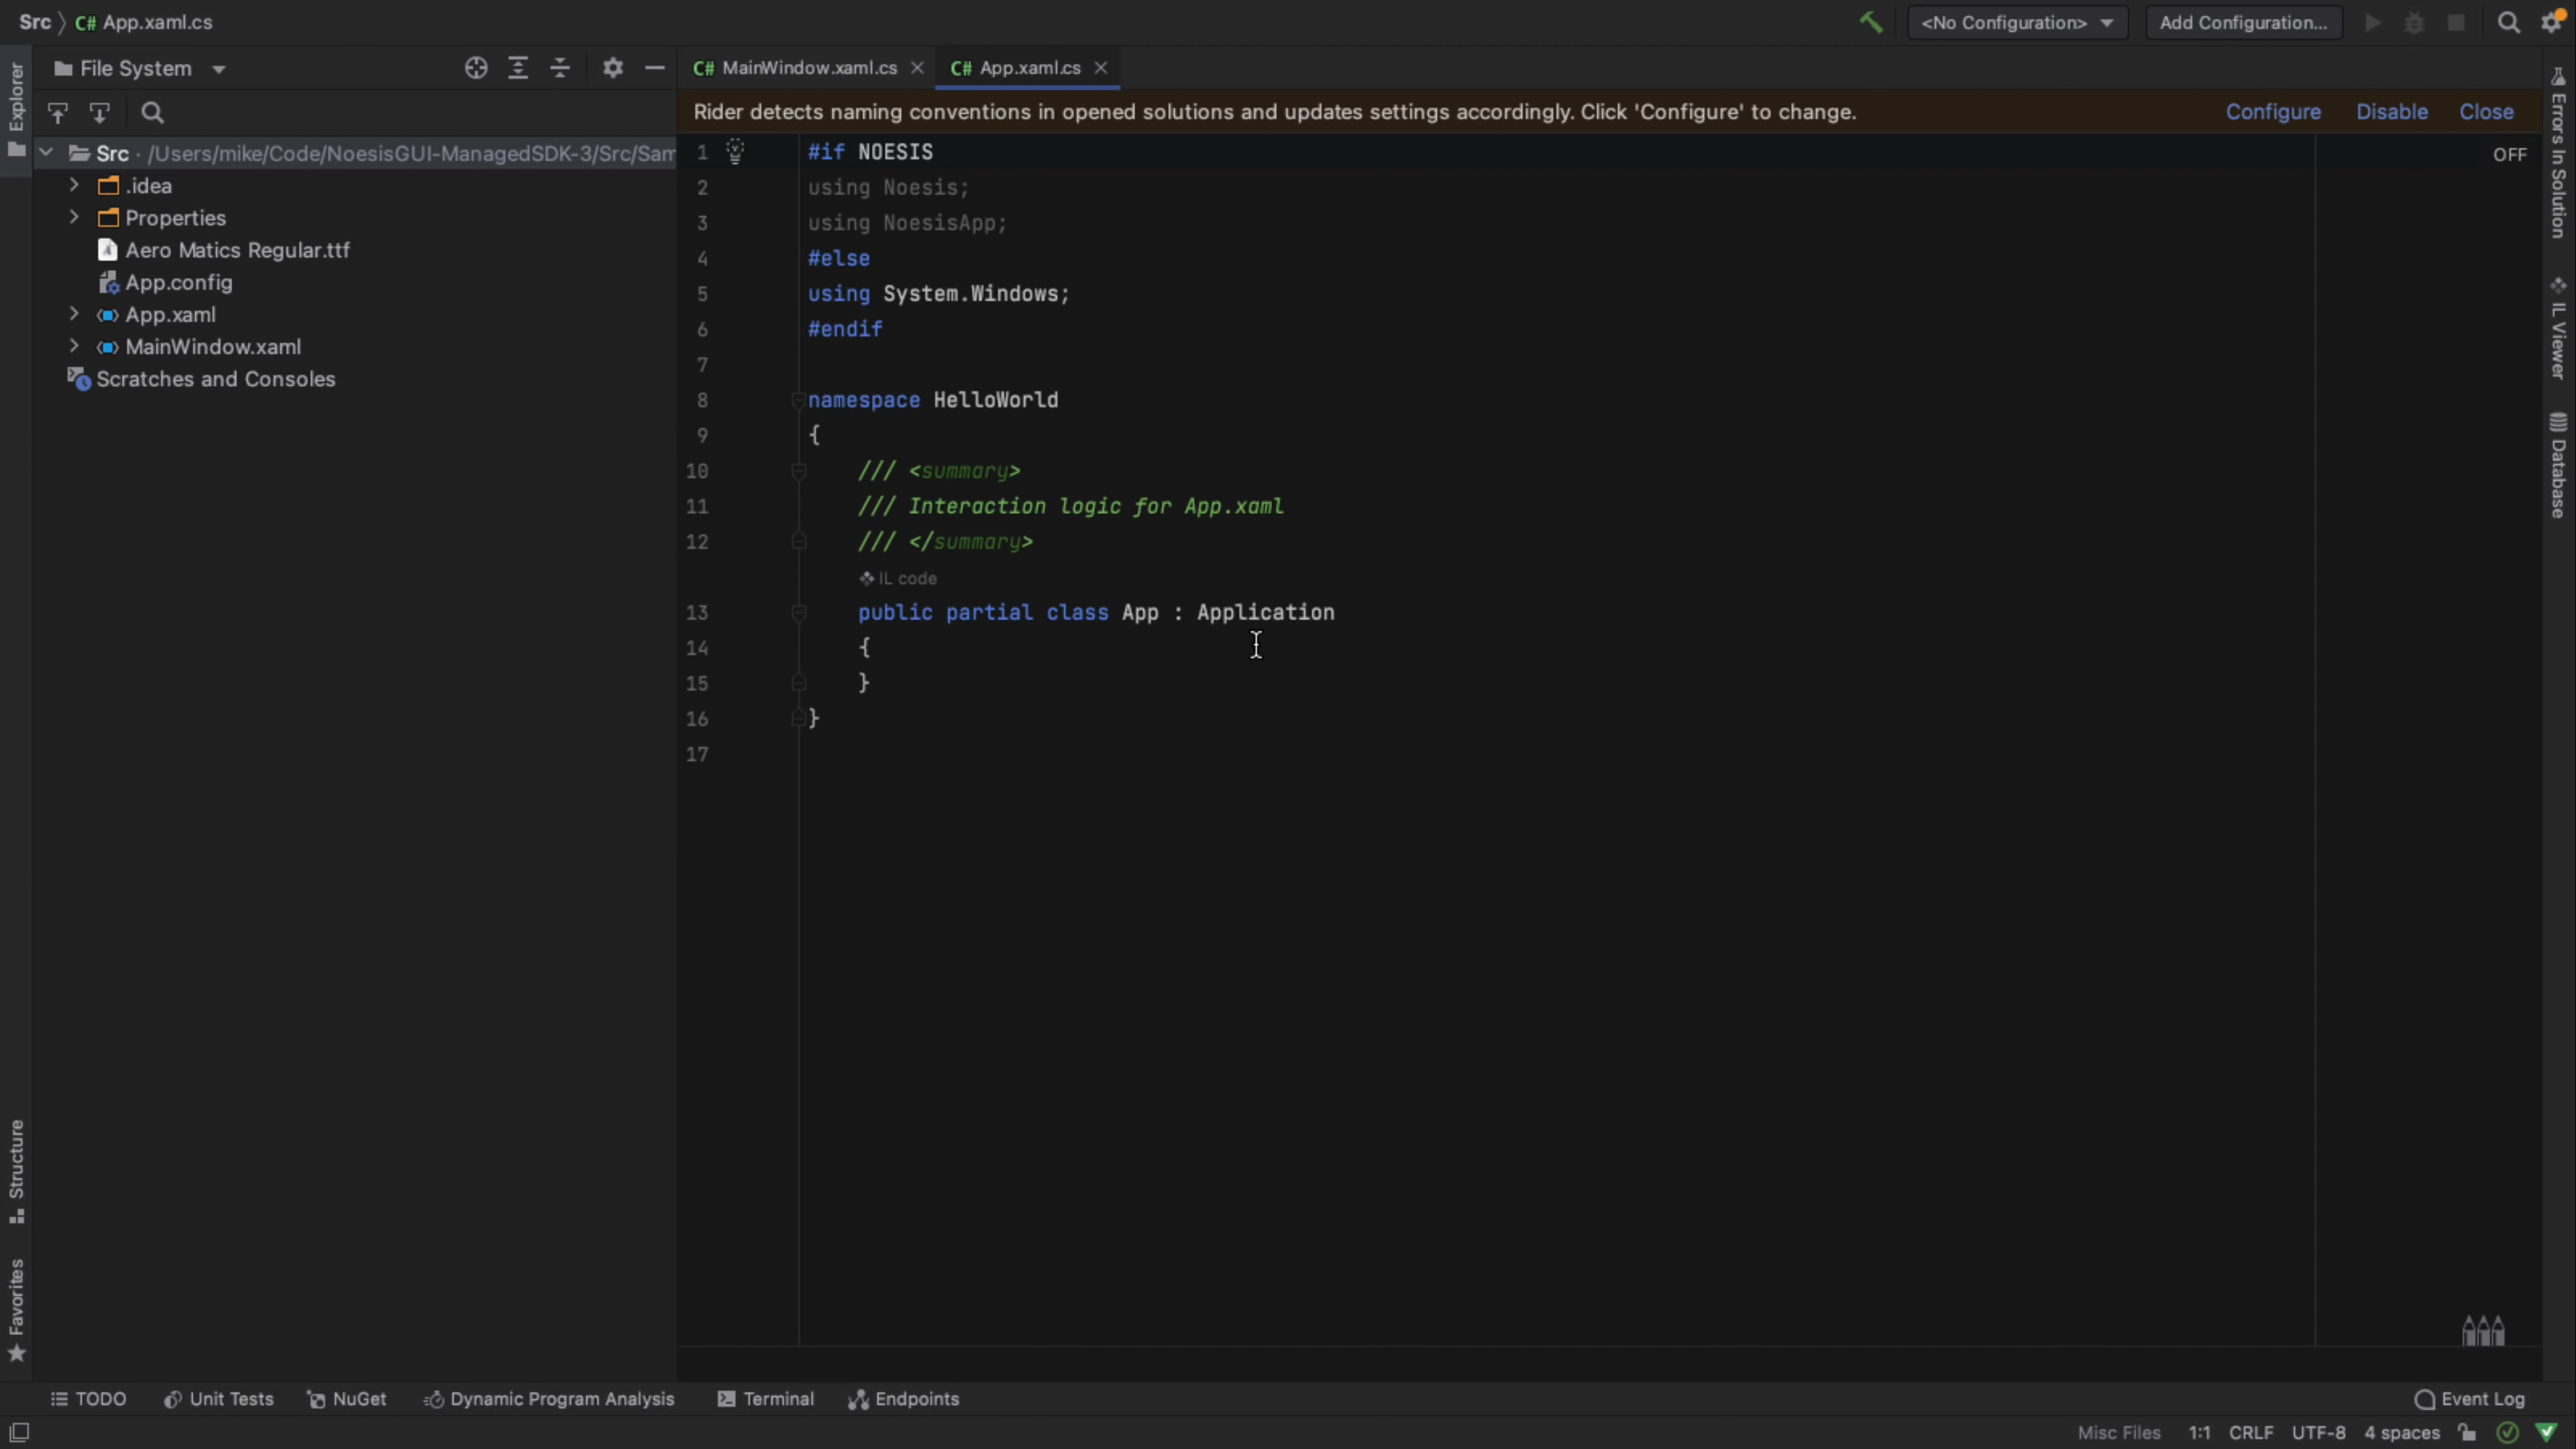 Src 〉 C# App.xaml.cs
<No Configuration>
Add Configuration...
Explorer
File System
C# MainWindow.xaml.cs
C# App.xaml.cs
Rider detects naming conventions in opened solutions and updates settings accordingly. Click 'Configure' to change.
Configure
Disable
Close
Src · /Users/mike/Code/NoesisGUI-ManagedSDK-3/Src/Sam
.idea
Properties
Aero Matics Regular.ttf
App.config
App.xaml
MainWindow.xaml
Scratches and Consoles
OFF
1 #if NOESIS
2 using Noesis;
3 using NoesisApp;
4 #else
5 using System.Windows;
6 #endif
7
8 namespace HelloWorld
9 {
10 /// <summary>
11 /// Interaction logic for App.xaml
12 /// </summary>
IL code
13 public partial class App : Application
14 {
15 }
16 }
17
Errors In Solution
IL Viewer
Database
Structure
Favorites
TODO
Unit Tests
NuGet
Dynamic Program Analysis
Terminal
Endpoints
Event Log
Misc Files
1:1
CRLF
UTF-8
4 spaces